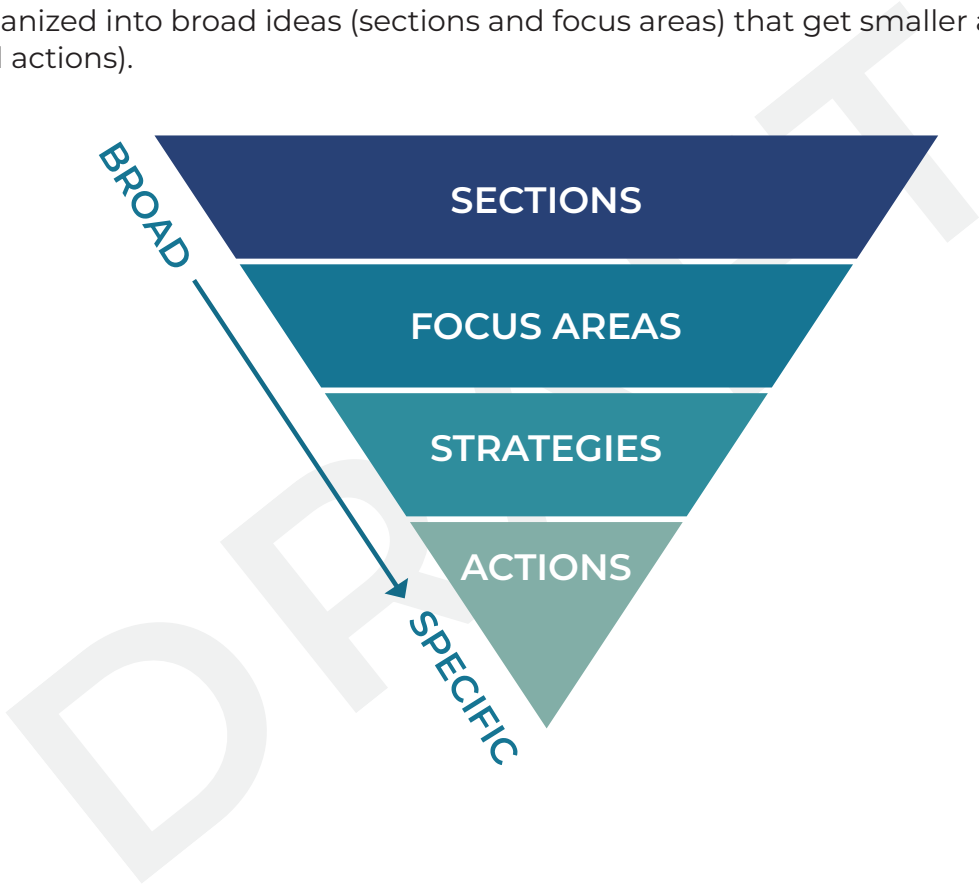 anized into broad ideas (sections and focus areas) that get smaller
actions).
BROAD
SECTIONS
FOCUS AREAS
STRATEGIES
ACTIONS
SPECIFIC
DRAFT